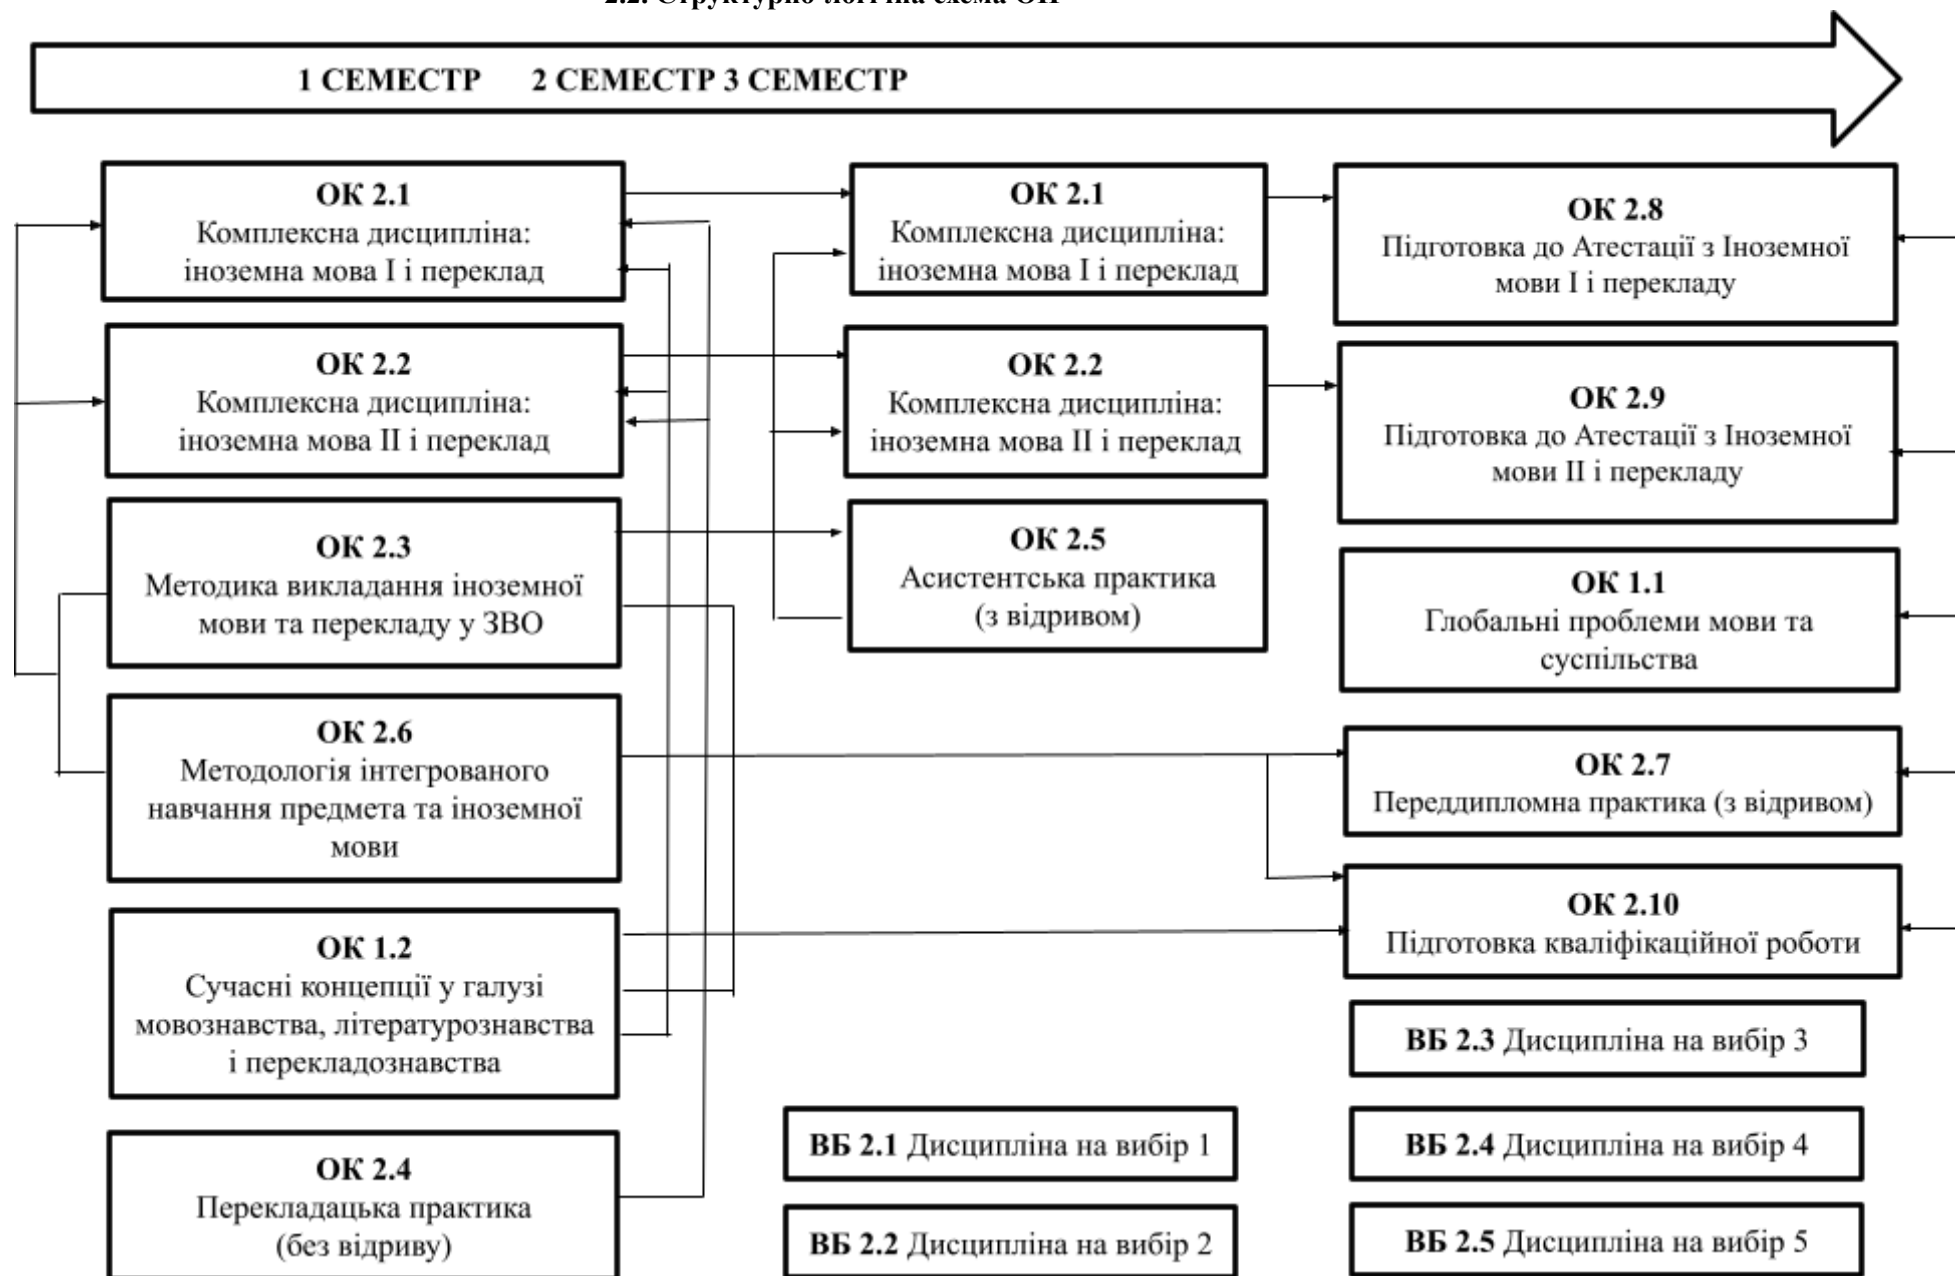 2.2. Структурно-логічна схема ОП
1 СЕМЕСТР 2 СЕМЕСТР 3 СЕМЕСТР
ОК 2.1
Комплексна дисципліна:
іноземна мова І і переклад
ОК 2.2
Комплексна дисципліна:
іноземна мова ІІ і переклад
ОК 2.3
Методика викладання іноземної
мови та перекладу у ЗВО
ОК 2.6
Методологія інтегрованого
навчання предмета та іноземної
мови
ОК 1.2
Сучасні концепції у галузі
мовознавства, літературознавства
і перекладознавства
ОК 2.4
Перекладацька практика
(без відриву)
ОК 2.1
Комплексна дисципліна:
іноземна мова І і переклад
ОК 2.2
Комплексна дисципліна:
іноземна мова ІІ і переклад
ОК 2.5
Асистентська практика
(з відривом)
ВБ 2.1 Дисципліна на вибір 1
ВБ 2.2 Дисципліна на вибір 2
ОК 2.8
Підготовка до Атестації з Іноземної
мови І і перекладу
ОК 2.9
Підготовка до Атестації з Іноземної
мови ІІ і перекладу
ОК 1.1
Глобальні проблеми мови та
суспільства
ОК 2.7
Переддипломна практика (з відривом)
ОК 2.10
Підготовка кваліфікаційної роботи
ВБ 2.3 Дисципліна на вибір 3
ВБ 2.4 Дисципліна на вибір 4
ВБ 2.5 Дисципліна на вибір 5